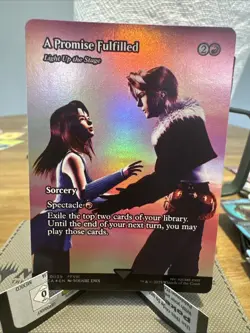 A Promise Fulfilled
2
Light Up the Stage
Sorcery
Spectacle
Exile the top two cards of your library.
Until the end of your next turn, you may
play those cards.